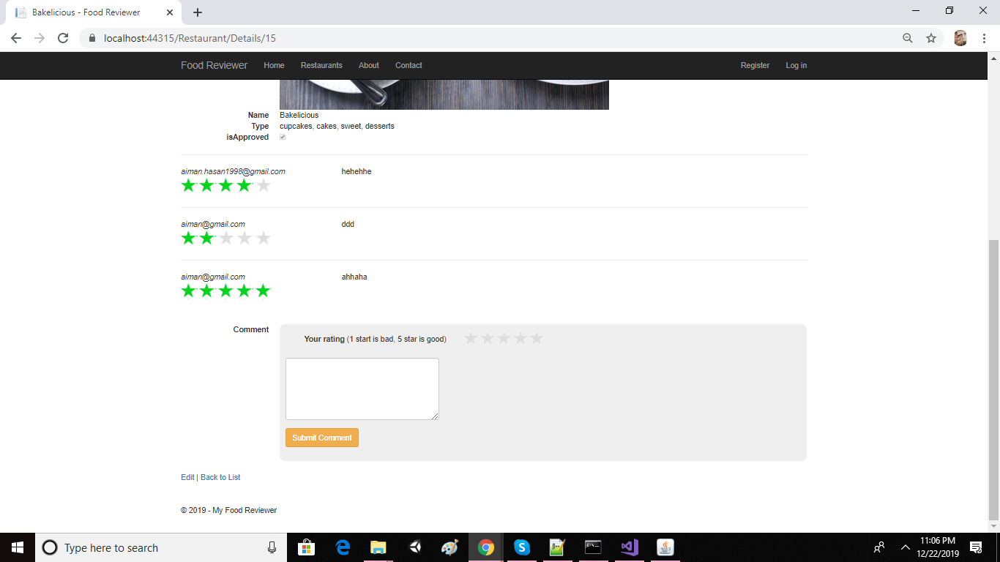 Bakelicious - Food Reviewer
localhost:44315/Restaurant/Details/15
Food Reviewer Home Restaurants About Contact Register Log in
Name Bakelicious
Type cupcakes, cakes, sweet, desserts
isApproved
aiman.hasan1998@gmail.com hehehhe
aiman@gmail.com ddd
aiman@gmail.com ahhaha
Comment
Your rating (1 start is bad, 5 star is good)
Submit Comment
Edit | Back to List
© 2019 - My Food Reviewer
Type here to search
11:06 PM
12/22/2019